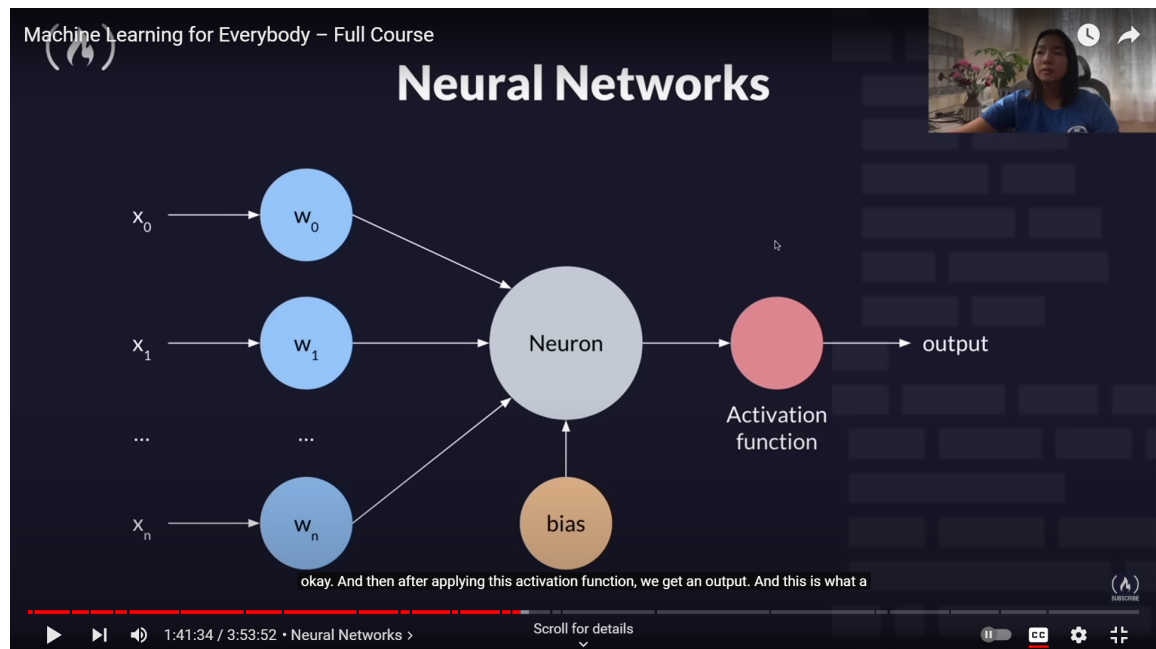 Machine Learning for Everybody – Full Course
Neural Networks
x0
w0
x1
w1
Neuron
output
Activation
function
...
...
xn
wn
bias
okay. And then after applying this activation function, we get an output. And this is what a
SUBSCRIBE
1:41:34 / 3:53:52 • Neural Networks >
Scroll for details
CC